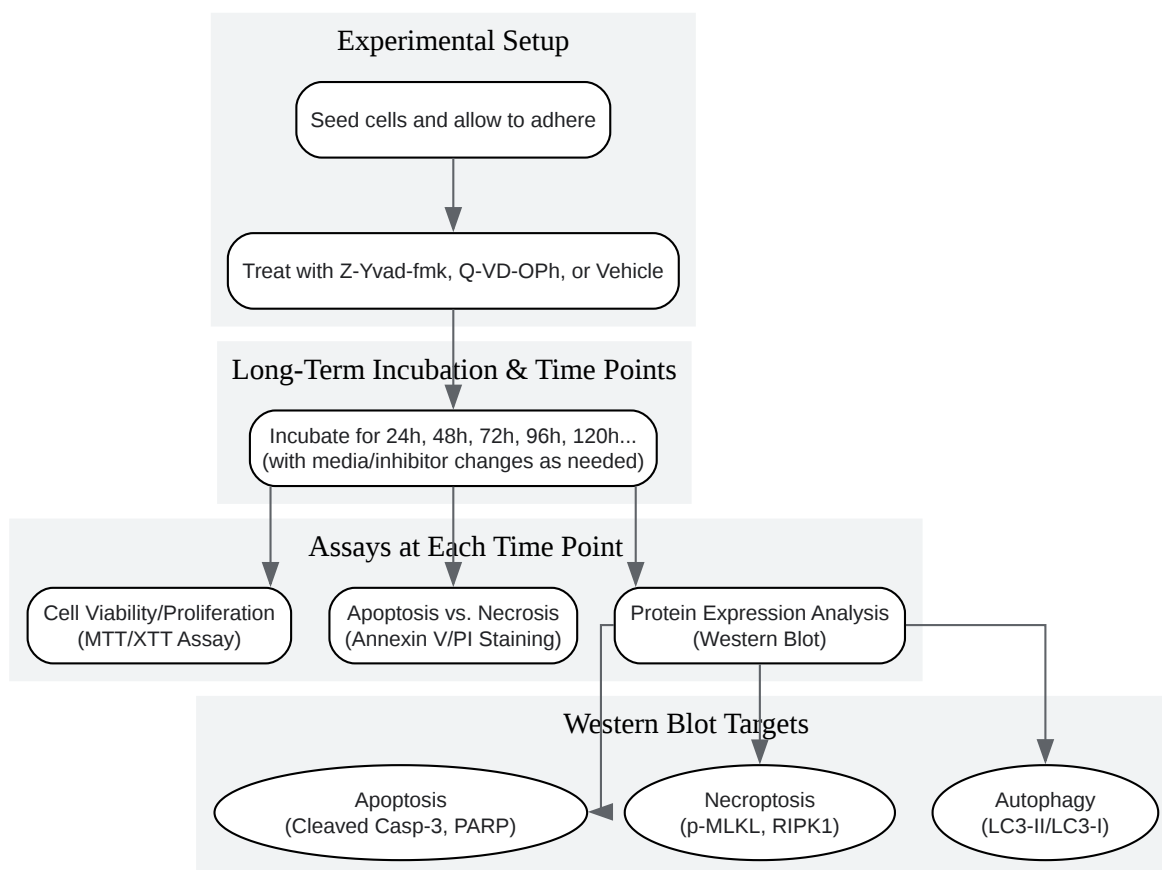 Experimental Setup
Seed cells and allow to adhere
Treat with Z-Yvad-fmk, Q-VD-OPh, or Vehicle
Long-Term Incubation & Time Points
Incubate for 24h, 48h, 72h, 96h, 120h...
(with media/inhibitor changes as needed)
Assays at Each Time Point
Cell Viability/Proliferation
(MTT/XTT Assay)
Apoptosis vs. Necrosis
(Annexin V/PI Staining)
Protein Expression Analysis
(Western Blot)
Western Blot Targets
Apoptosis
(Cleaved Casp-3, PARP)
Necroptosis
(p-MLKL, RIPK1)
Autophagy
(LC3-II/LC3-I)